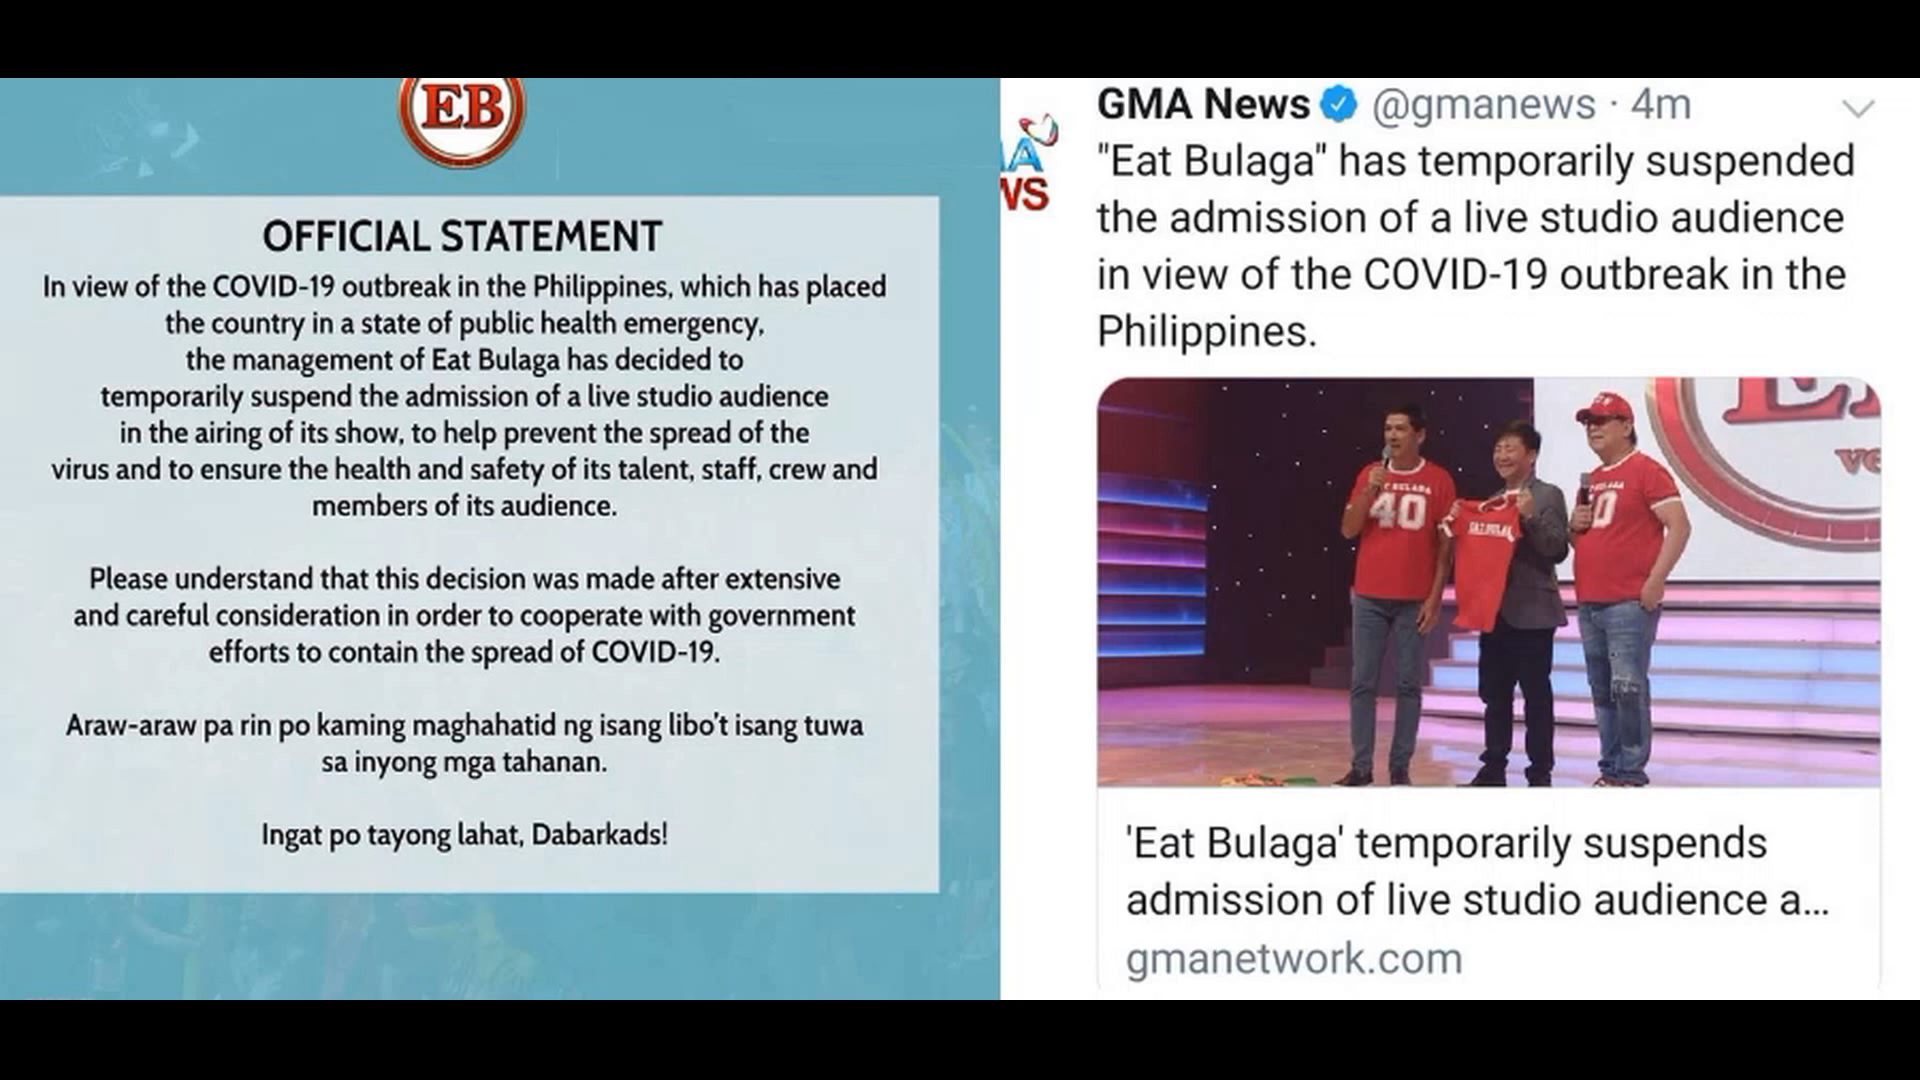 EB
OFFICIAL STATEMENT
In view of the COVID-19 outbreak in the Philippines, which has placed
the country in a state of public health emergency,
the management of Eat Bulaga has decided to
temporarily suspend the admission of a live studio audience
in the airing of its show, to help prevent the spread of the
virus and to ensure the health and safety of its talent, staff, crew and
members of its audience.
Please understand that this decision was made after extensive
and careful consideration in order to cooperate with government
efforts to contain the spread of COVID-19.
Araw-araw pa rin po kaming maghahatid ng isang libo't isang tuwa
sa inyong mga tahanan.
Ingat po tayong lahat, Dabarkads!
GMA News @gmanews · 4m
"Eat Bulaga" has temporarily suspended
the admission of a live studio audience
in view of the COVID-19 outbreak in the
Philippines.
40
'Eat Bulaga' temporarily suspends
admission of live studio audience a...
gmanetwork.com